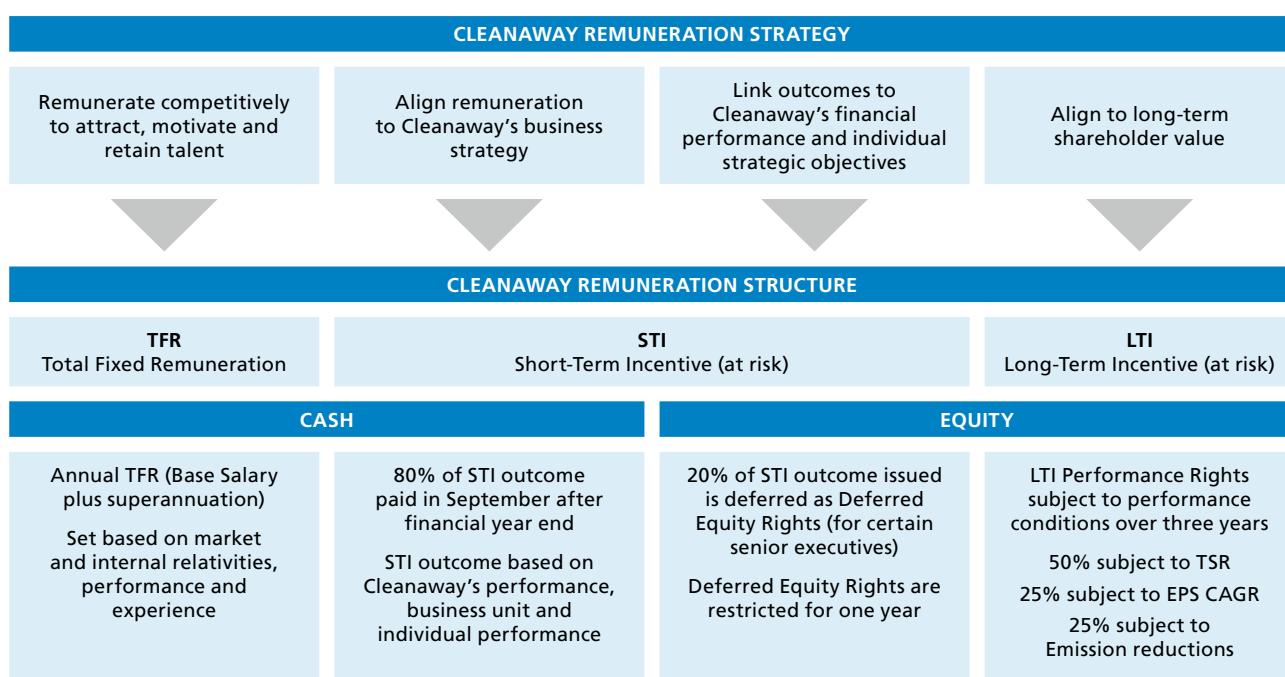 CLEANAWAY REMUNERATION STRATEGY
Remunerate competitively
to attract, motivate and
retain talent
Align remuneration
to Cleanaway's business
strategy
Link outcomes to
Cleanaway's financial
performance and individual
strategic objectives
Align to long-term
shareholder value
CLEANAWAY REMUNERATION STRUCTURE
TFR
Total Fixed Remuneration
STI
Short-Term Incentive (at risk)
LTI
Long-Term Incentive (at risk)
CASH
EQUITY
Annual TFR (Base Salary
plus superannuation)
Set based on market
and internal relativities,
performance and
experience
80% of STI outcome
paid in September after
financial year end
STI outcome based on
Cleanaway's performance,
business unit and
individual performance
20% of STI outcome issued
is deferred as Deferred
Equity Rights (for certain
senior executives)
Deferred Equity Rights are
restricted for one year
LTI Performance Rights
subject to performance
conditions over three years
50% subject to TSR
25% subject to EPS CAGR
25% subject to
Emission reductions